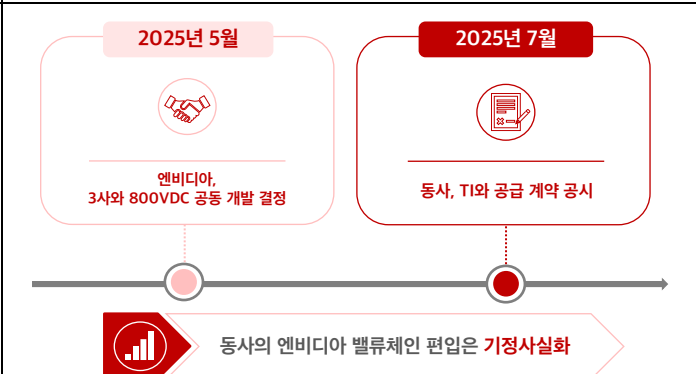 2025년 5월
엔비디아,
3사와 800VDC 공동 개발 결정
2025년 7월
동사, TI와 공급 계약 공시
동사의 엔비디아 밸류체인 편입은 기정사실화